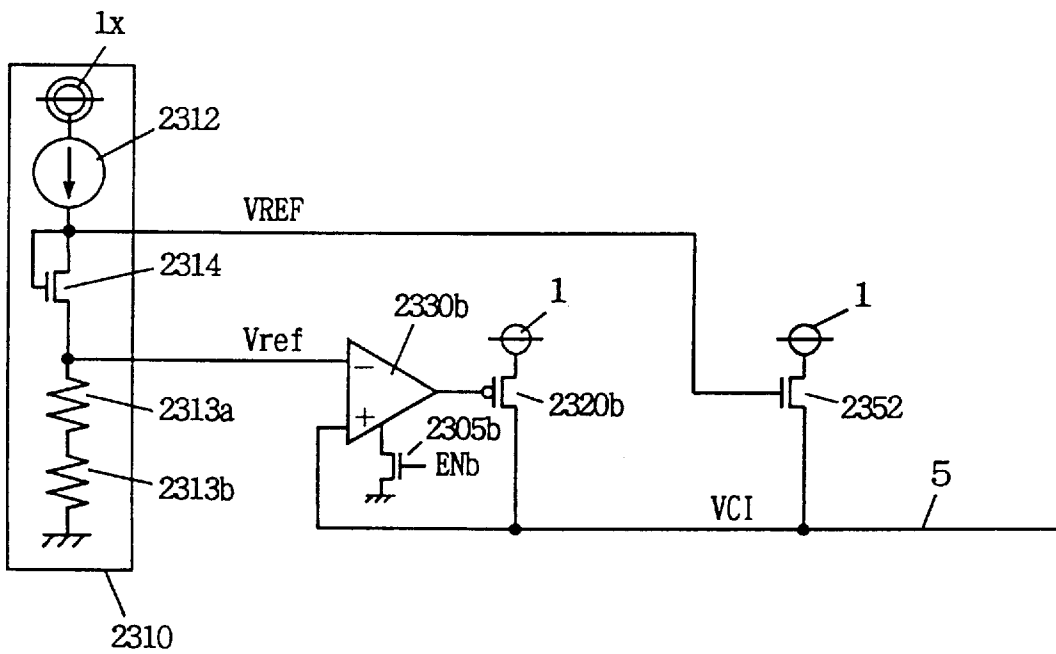 1x
2312
VREF
2314
2330b
1
1
Vref
−
2313a
2320b
2352
+
2305b
ENb
2313b
VCI
5
2310